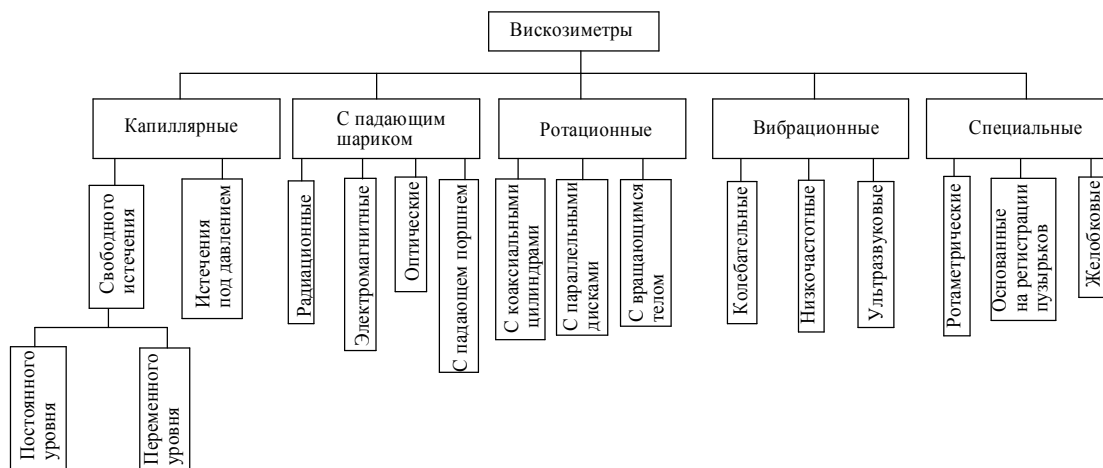 Вискозиметры
Капиллярные
С падающим
шариком
Ротационные
Вибрационные
Специальные
Свободного
истечения
Истечения
под давлением
Радиационные
Электромагнитные
Оптические
С падающем поршнем
С коаксиальными
цилиндрами
С параллельными
дисками
С вращающимся
телом
Колебательные
Низкочастотные
Ультразвуковые
Ротаметрические
Основанные
на регистрации
пузырьков
Желобковые
Постоянного
уровня
Переменного
уровня